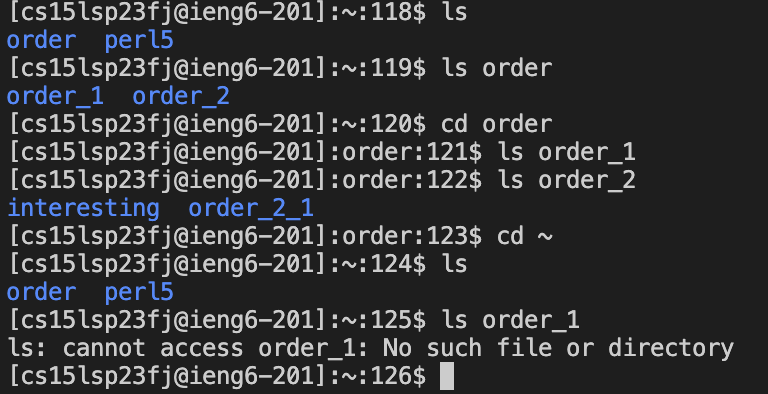 [cs15lsp23fj@ieng6-201]:~:118$ ls
order  perl5
[cs15lsp23fj@ieng6-201]:~:119$ ls order
order_1  order_2
[cs15lsp23fj@ieng6-201]:~:120$ cd order
[cs15lsp23fj@ieng6-201]:order:121$ ls order_1
[cs15lsp23fj@ieng6-201]:order:122$ ls order_2
interesting  order_2_1
[cs15lsp23fj@ieng6-201]:order:123$ cd ~
[cs15lsp23fj@ieng6-201]:~:124$ ls
order  perl5
[cs15lsp23fj@ieng6-201]:~:125$ ls order_1
ls: cannot access order_1: No such file or directory
[cs15lsp23fj@ieng6-201]:~:126$